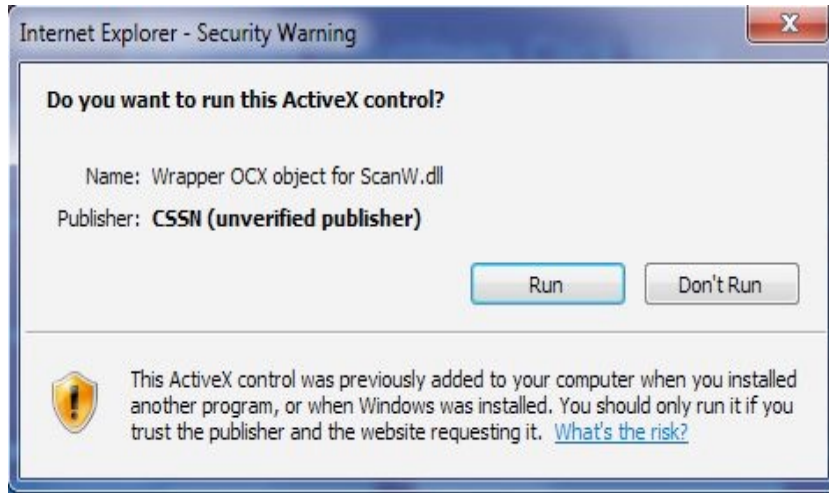 Internet Explorer - Security Warning
Do you want to run this ActiveX control?
Name: Wrapper OCX object for ScanW.dll
Publisher: CSSN (unverified publisher)
Run Don't Run
This ActiveX control was previously added to your computer when you installed
another program, or when Windows was installed. You should only run it if you
trust the publisher and the website requesting it. What's the risk?